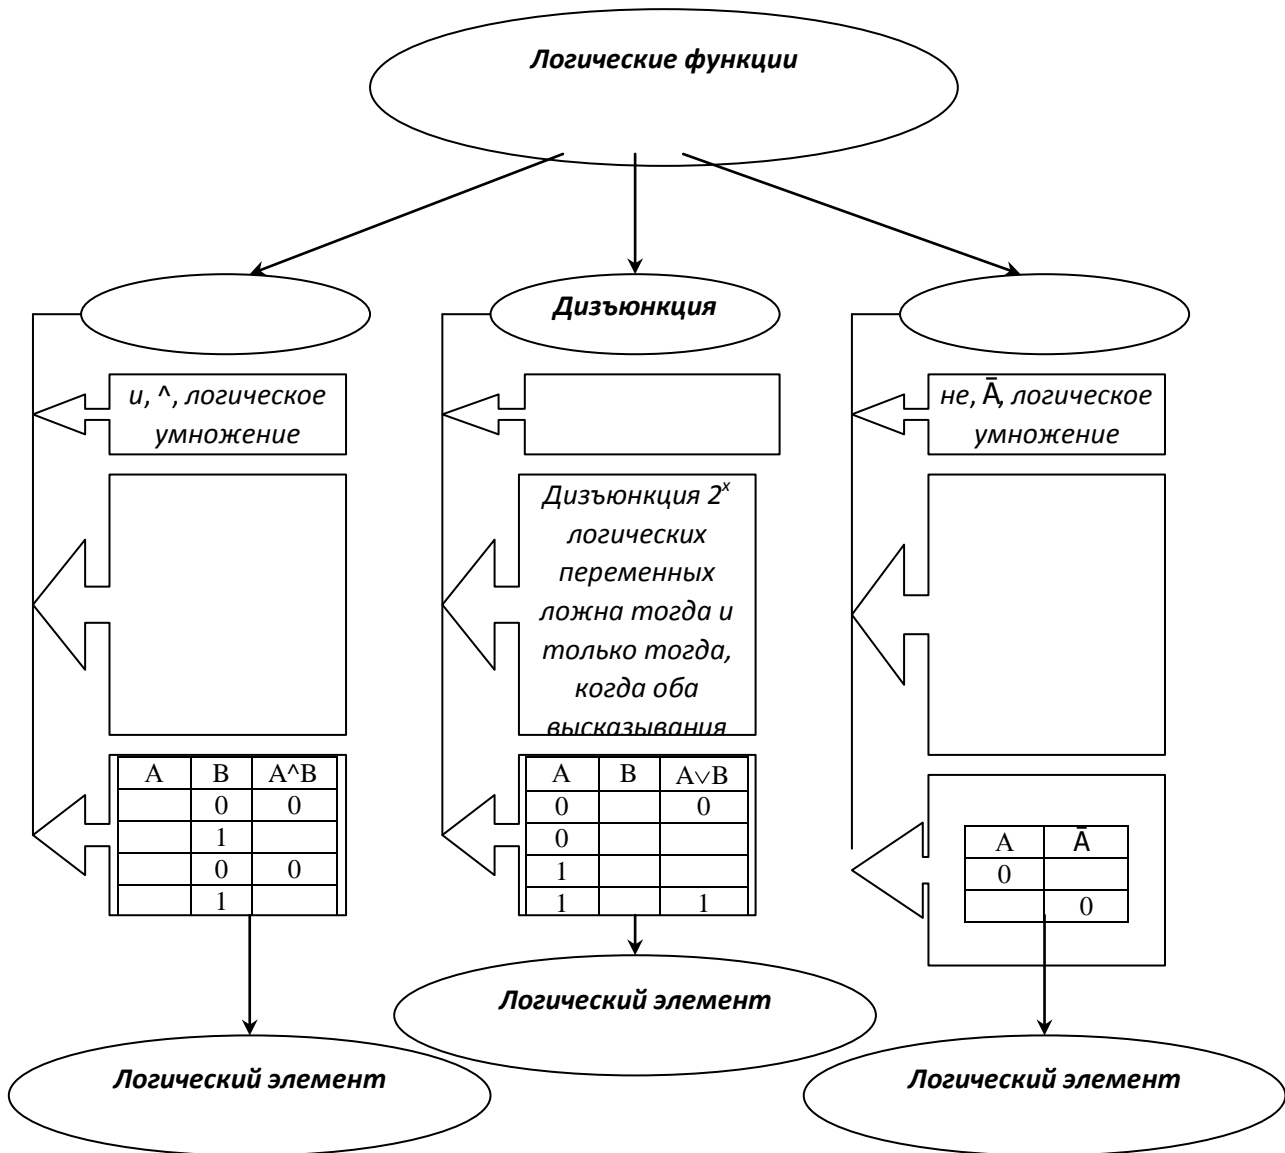 Логические функции
Дизъюнкция
и, ^, логическое
умножение
не, Ā, логическое
умножение
Дизъюнкция 2ˣ
логических
переменных
ложна тогда и
только тогда,
когда оба
высказывания
A B A^B
0 0
1
0 0
1
A B A∨B
0 0
0
1
1 1
A Ā
0
0
Логический элемент
Логический элемент
Логический элемент